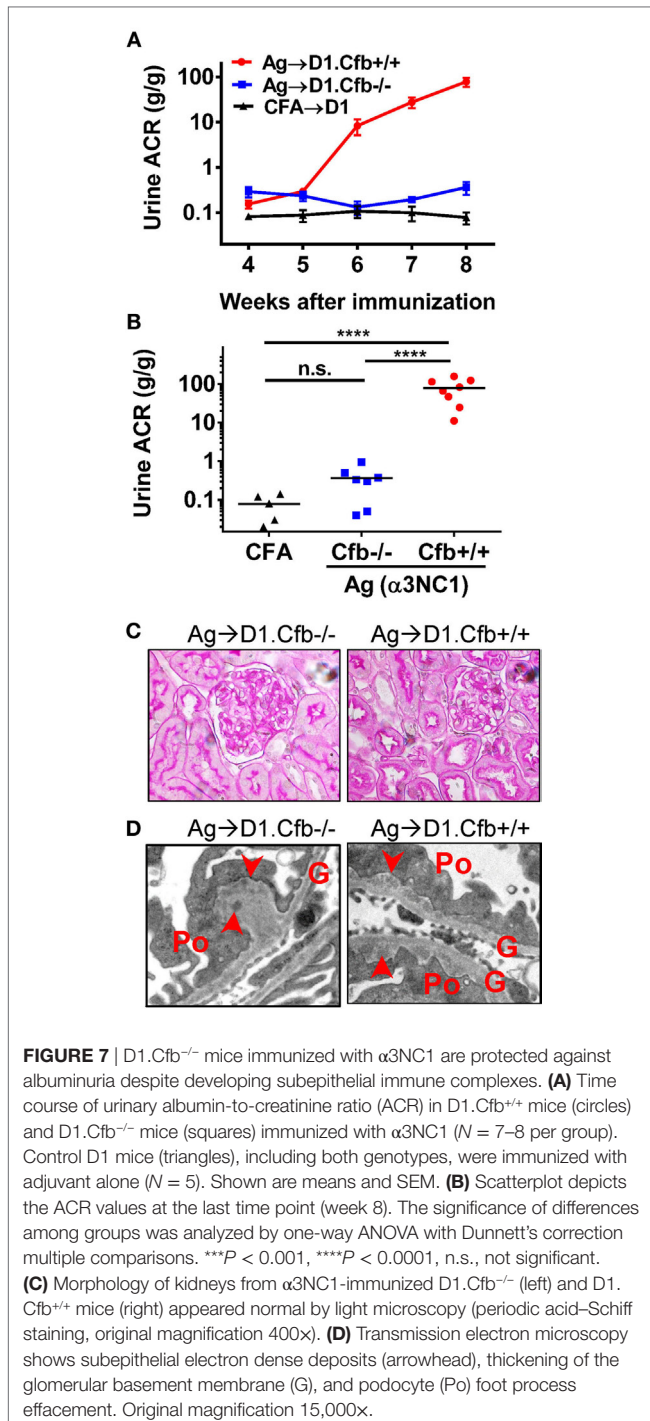 A
Ag→D1.Cfb+/+
Ag→D1.Cfb-/-
CFA→D1
Urine ACR (g/g)
100
10
1
0.1
4 5 6 7 8
Weeks after immunization
B
****
n.s. ****
Urine ACR (g/g)
100
10
1
0.1
CFA Cfb-/- Cfb+/+
Ag (α3NC1)
C Ag→D1.Cfb-/- Ag→D1.Cfb+/+
D Ag→D1.Cfb-/- Ag→D1.Cfb+/+
G
Po
Po
G
G
Po
FIGURE 7 | D1.Cfb−/− mice immunized with α3NC1 are protected against
albuminuria despite developing subepithelial immune complexes. (A) Time
course of urinary albumin-to-creatinine ratio (ACR) in D1.Cfb+/+ mice (circles)
and D1.Cfb−/− mice (squares) immunized with α3NC1 (N = 7–8 per group).
Control D1 mice (triangles), including both genotypes, were immunized with
adjuvant alone (N = 5). Shown are means and SEM. (B) Scatterplot depicts
the ACR values at the last time point (week 8). The significance of differences
among groups was analyzed by one-way ANOVA with Dunnett's correction
multiple comparisons. ***P < 0.001, ****P < 0.0001, n.s., not significant.
(C) Morphology of kidneys from α3NC1-immunized D1.Cfb−/− (left) and D1.
Cfb+/+ mice (right) appeared normal by light microscopy (periodic acid–Schiff
staining, original magnification 400×). (D) Transmission electron microscopy
shows subepithelial electron dense deposits (arrowhead), thickening of the
glomerular basement membrane (G), and podocyte (Po) foot process
effacement. Original magnification 15,000×.